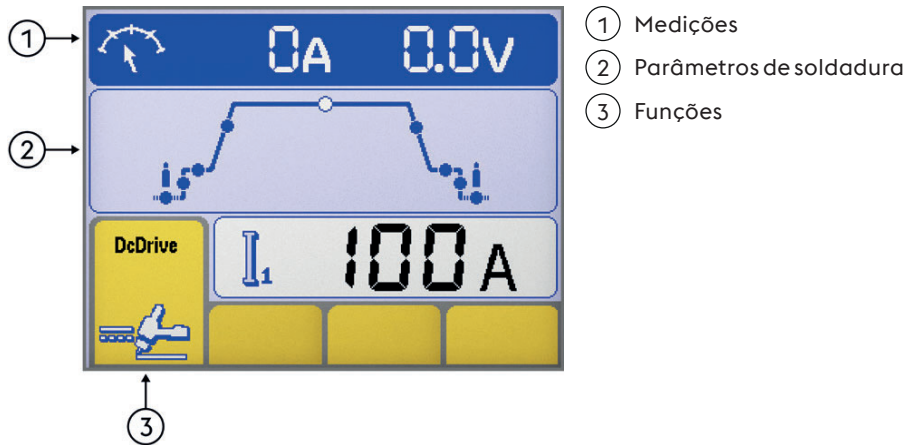 1
0A 0.0V
2
DcDrive
I1 100A
3
1 Medições
2 Parâmetros de soldadura
3 Funções